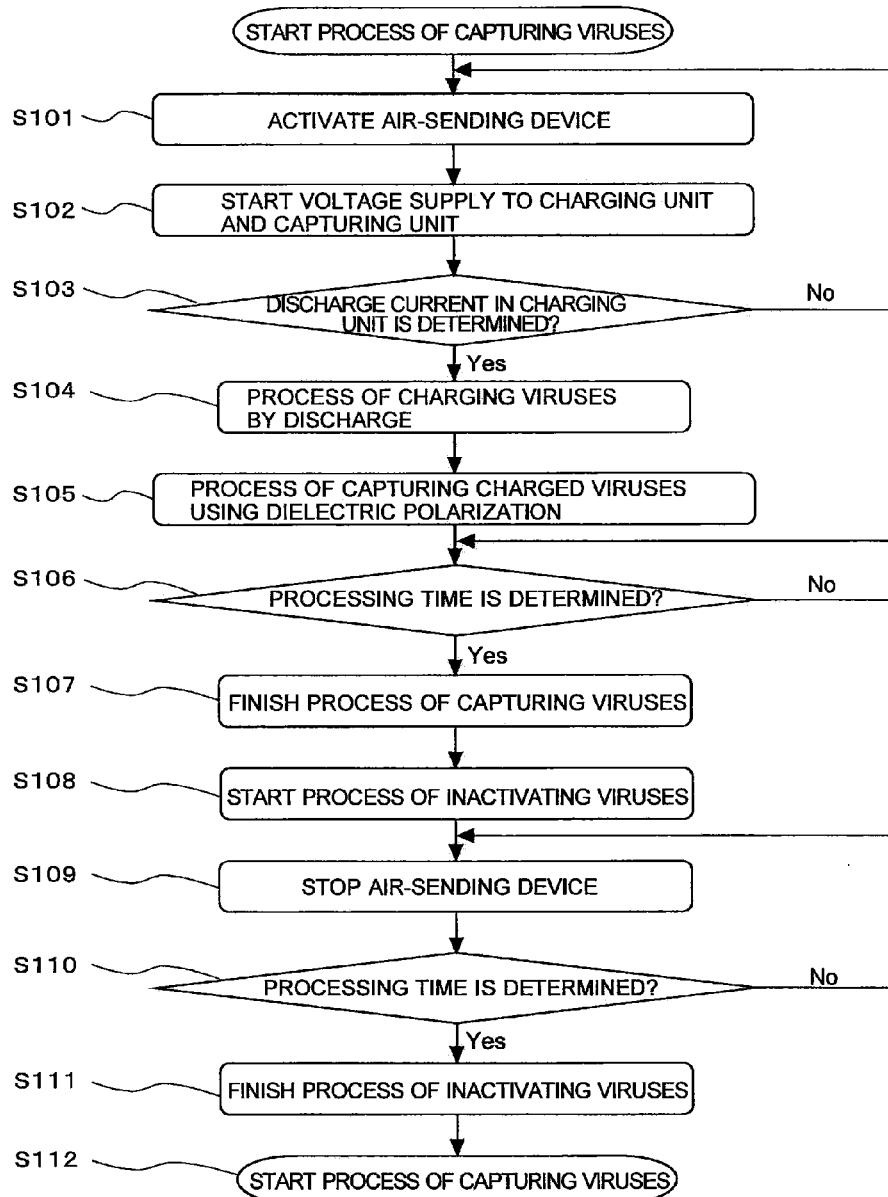 START PROCESS OF CAPTURING VIRUSES
S101
ACTIVATE AIR-SENDING DEVICE
S102
START VOLTAGE SUPPLY TO CHARGING UNIT
AND CAPTURING UNIT
S103
DISCHARGE CURRENT IN CHARGING
UNIT IS DETERMINED?
No
Yes
S104
PROCESS OF CHARGING VIRUSES
BY DISCHARGE
S105
PROCESS OF CAPTURING CHARGED VIRUSES
USING DIELECTRIC POLARIZATION
S106
PROCESSING TIME IS DETERMINED?
No
Yes
S107
FINISH PROCESS OF CAPTURING VIRUSES
S108
START PROCESS OF INACTIVATING VIRUSES
S109
STOP AIR-SENDING DEVICE
S110
PROCESSING TIME IS DETERMINED?
No
Yes
S111
FINISH PROCESS OF INACTIVATING VIRUSES
S112
START PROCESS OF CAPTURING VIRUSES